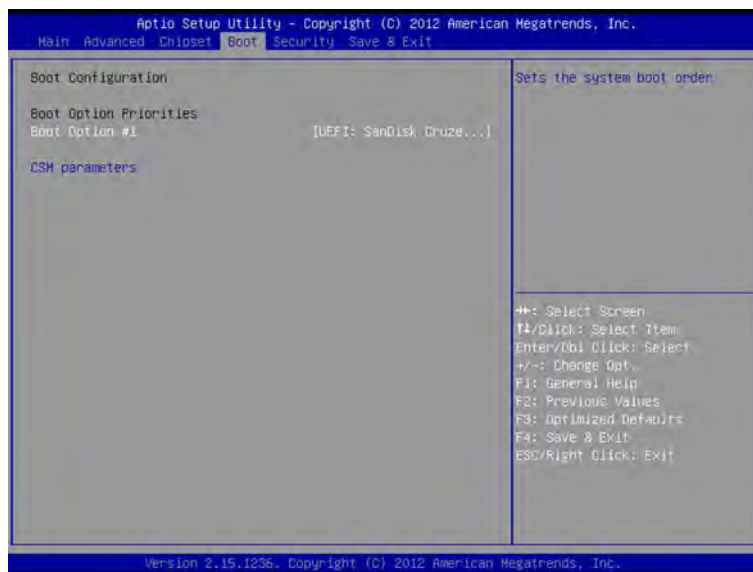 Aptio Setup Utility - Copyright (C) 2012 American Megatrends, Inc.
Main Advanced Chipset Boot Security Save & Exit
Boot Configuration
Boot Option Priorities
Boot Option #1 [UEFI: SanDisk Cruze...]
CSM parameters
Sets the system boot order
→←: Select Screen
↑↓/Click: Select Item
Enter/Dbl Click: Select
+/-: Change Opt.
F1: General Help
F2: Previous Values
F3: Optimized Defaults
F4: Save & Exit
ESC/Right Click: Exit
Version 2.15.1236. Copyright (C) 2012 American Megatrends, Inc.